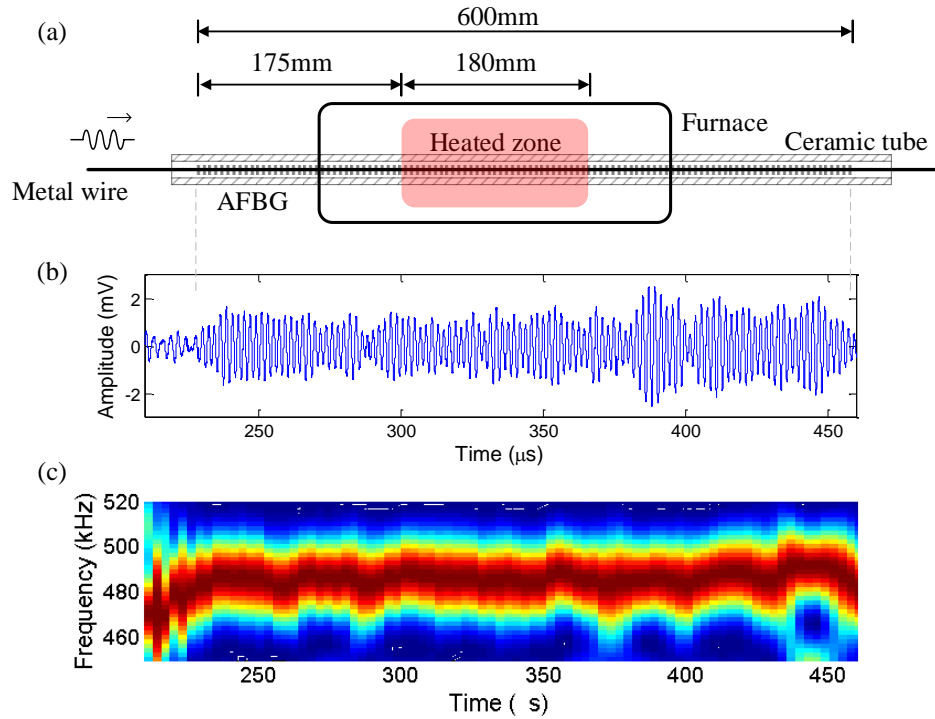 (a)
600mm
175mm
180mm
Furnace
Heated zone
Ceramic tube
Metal wire
AFBG
(b)
Amplitude (mV)
2
0
-2
250
300
350
400
450
Time (μs)
(c)
Frequency (kHz)
520
500
480
460
250
300
350
400
450
Time ( s)